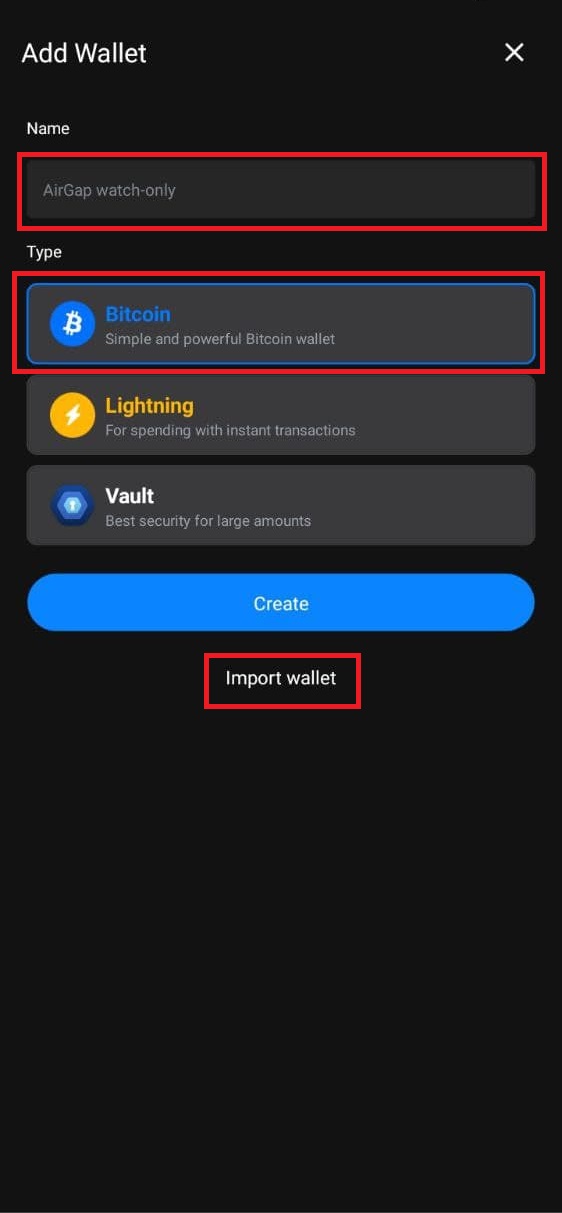 Add Wallet
Name
AirGap watch-only
Type
Bitcoin
Simple and powerful Bitcoin wallet
Lightning
For spending with instant transactions
Vault
Best security for large amounts
Create
Import wallet